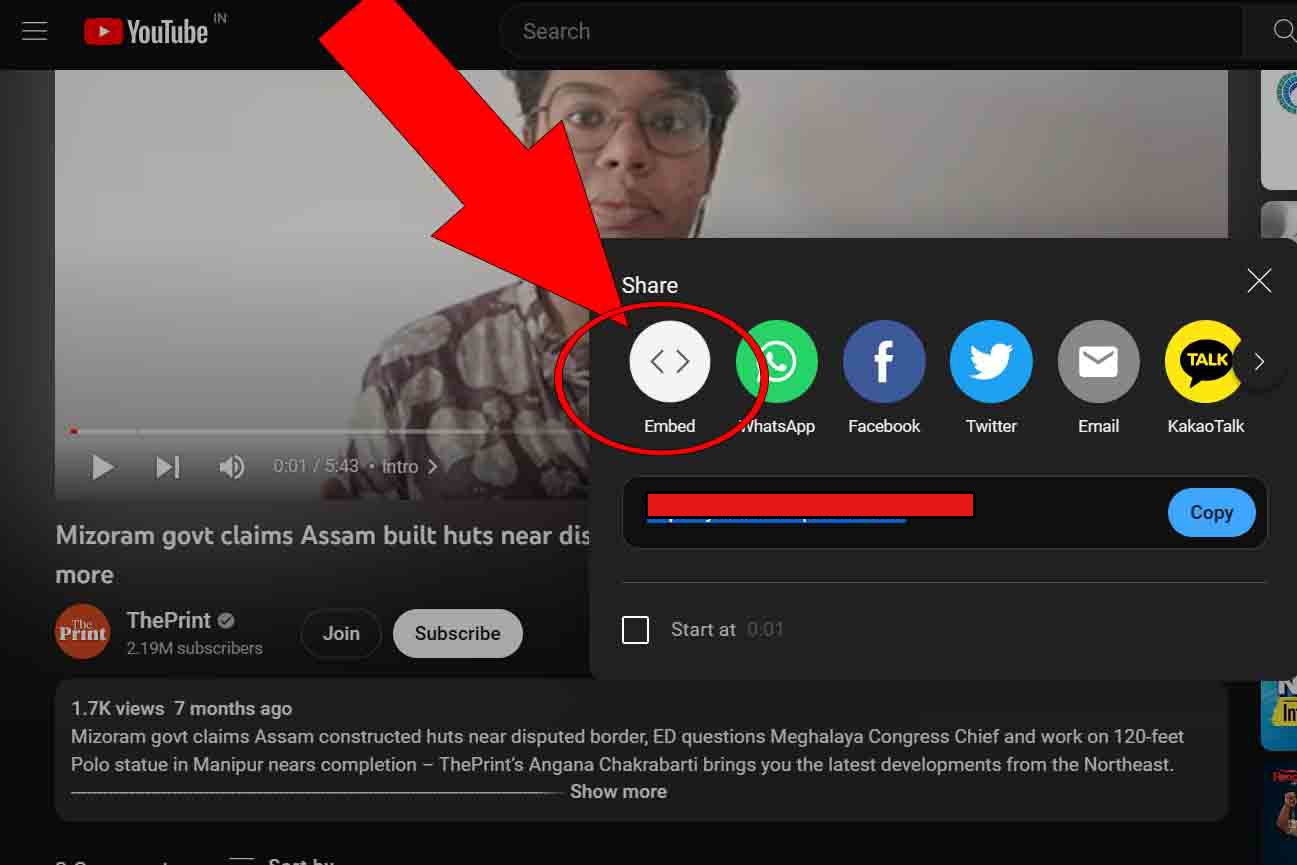 YouTube IN
Search
Share
TALK
Embed
WhatsApp
Facebook
Twitter
Email
KakaoTalk
0:01 / 5:43 • Intro
Copy
Mizoram govt claims Assam built huts near
more
Start at 0:01
The
Print
ThePrint
2.19M subscribers
Join
Subscribe
1.7K views 7 months ago
Mizoram govt claims Assam constructed huts near disputed border, ED questions Meghalaya Congress Chief and work on 120-feet
Polo statue in Manipur nears completion – ThePrint's Angana Chakrabarti brings you the latest developments from the Northeast.
Show more
Sort by